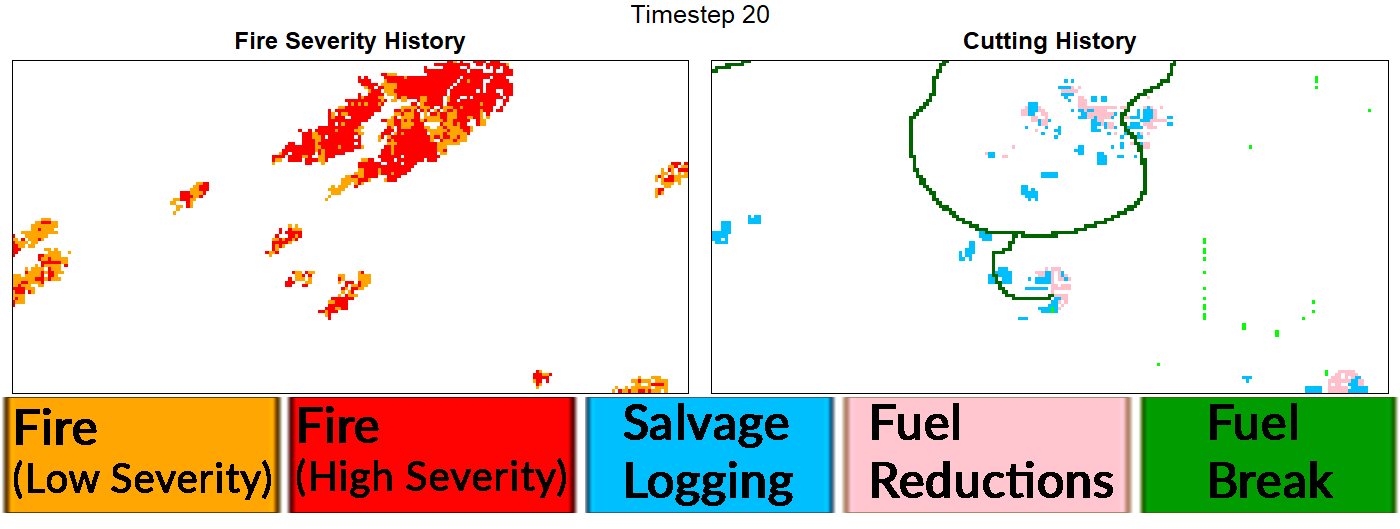 Timestep 20
Fire Severity History
Cutting History
Fire
(Low Severity)
Fire
(High Severity)
Salvage
Logging
Fuel
Reductions
Fuel
Break